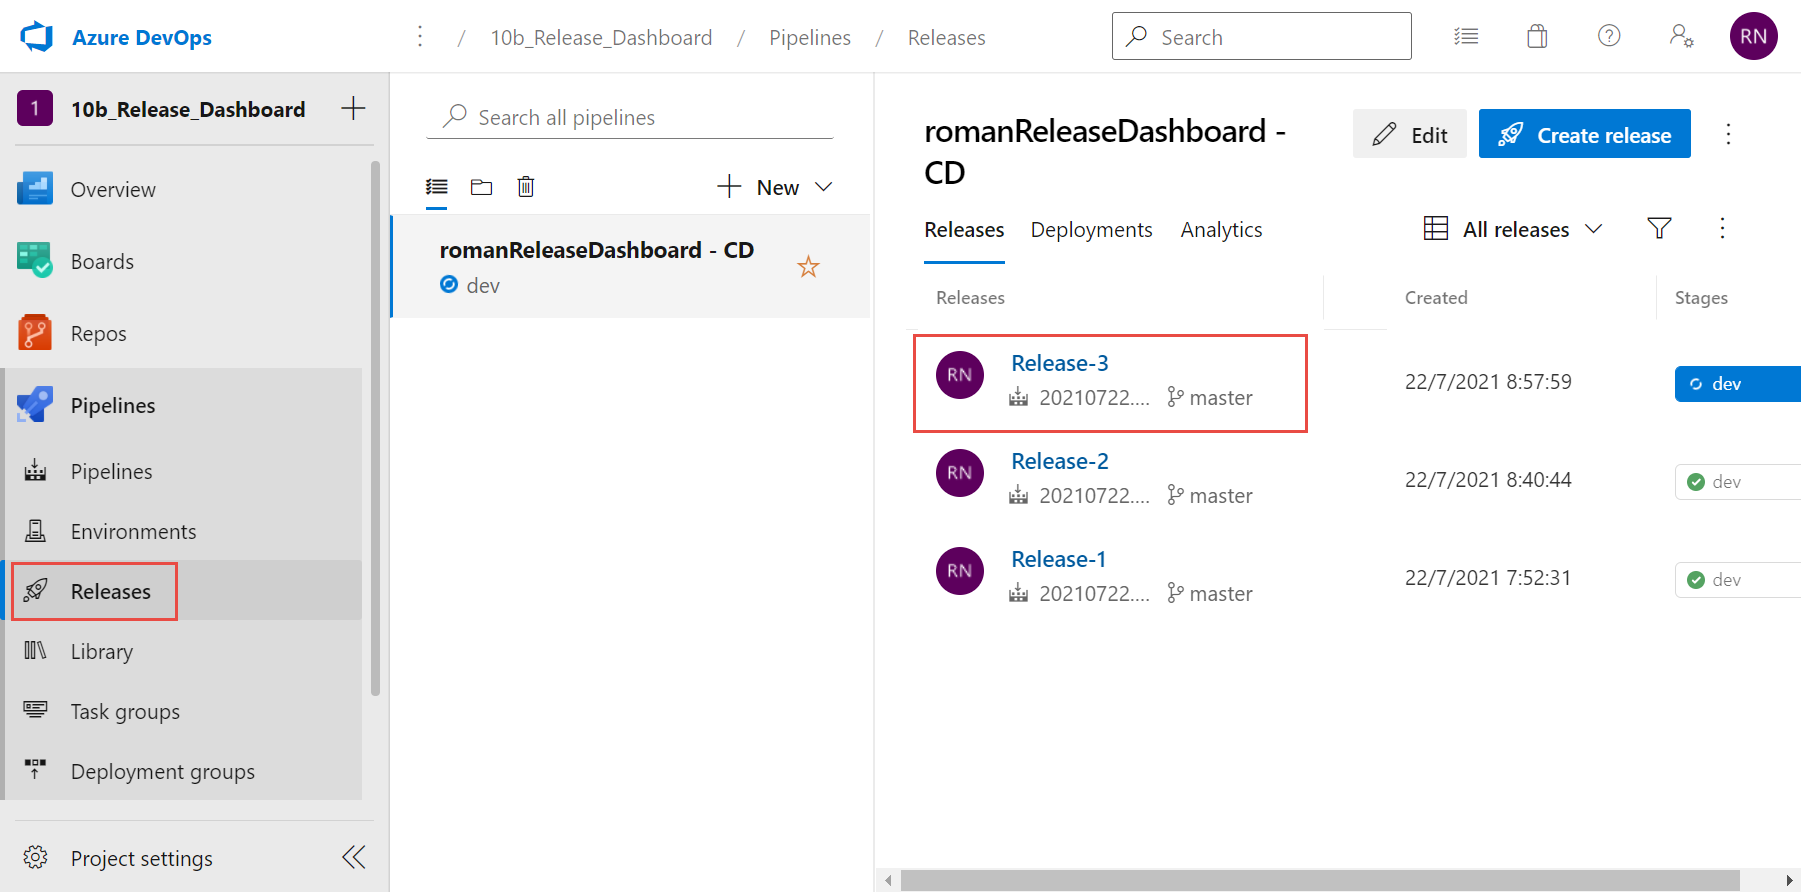 Azure DevOps
/ 10b_Release_Dashboard / Pipelines / Releases
Search
RN
1 10b_Release_Dashboard
Overview
Boards
Repos
Pipelines
Pipelines
Environments
Releases
Library
Task groups
Deployment groups
Project settings
Search all pipelines
New
romanReleaseDashboard - CD
dev
romanReleaseDashboard -
CD
Edit
Create release
Releases Deployments Analytics
All releases
Releases Created Stages
RN Release-3
20210722.... master
22/7/2021 8:57:59
dev
RN Release-2
20210722.... master
22/7/2021 8:40:44
dev
RN Release-1
20210722.... master
22/7/2021 7:52:31
dev